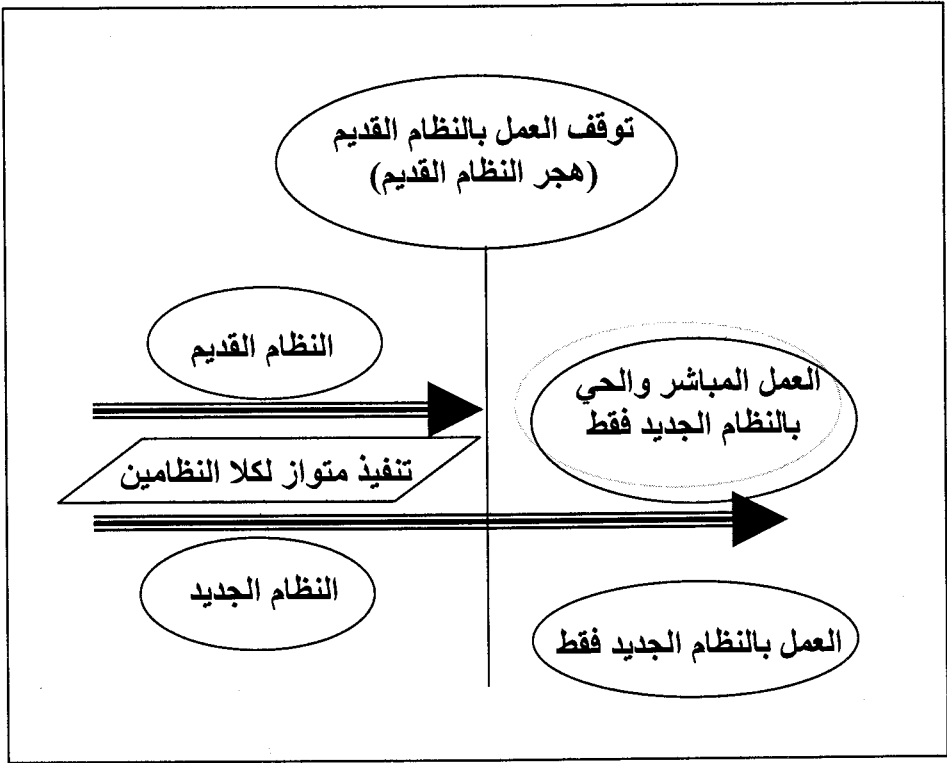 توقف العمل بالنظام القديم
(هجر النظام القديم)
النظام القديم
العمل المباشر والحي
بالنظام الجديد فقط
تنفيذ متواز لكلا النظامين
النظام الجديد
العمل بالنظام الجديد فقط